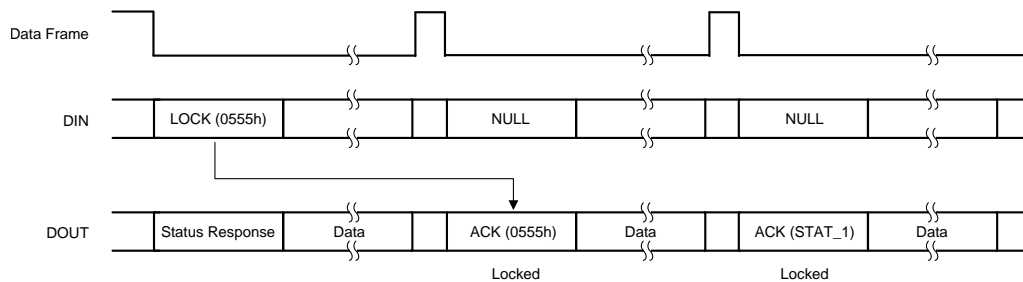 Data Frame
DIN LOCK (0555h) NULL NULL
DOUT Status Response Data ACK (0555h) Data ACK (STAT_1) Data
Locked Locked